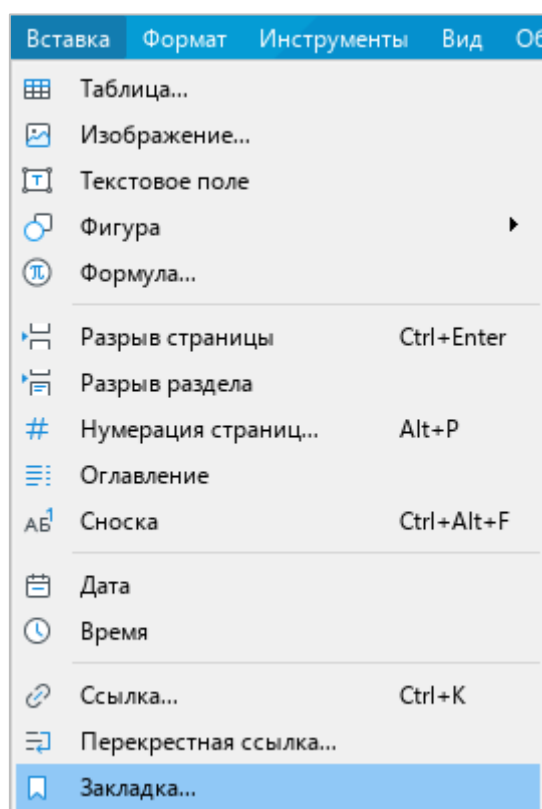 Вставка Формат Инструменты Вид Об
Таблица...
Изображение...
Текстовое поле
Фигура
Формула...
Разрыв страницы Ctrl+Enter
Разрыв раздела
Нумерация страниц... Alt+P
Оглавление
Сноска Ctrl+Alt+F
Дата
Время
Ссылка... Ctrl+K
Перекрестная ссылка...
Закладка...